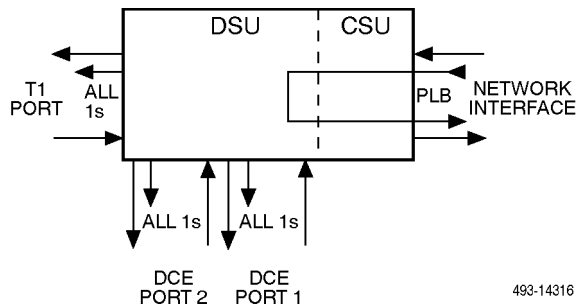 DSU
CSU
T1
PORT
ALL
1s
PLB
NETWORK
INTERFACE
ALL 1s
ALL 1s
DCE
PORT 2
DCE
PORT 1
493-14316